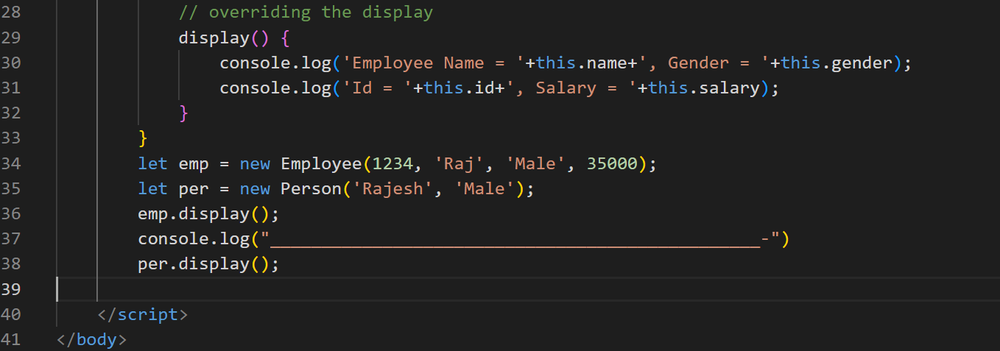 28 // overriding the display
29 display() {
30 console.log('Employee Name = '+this.name+', Gender = '+this.gender);
31 console.log('Id = '+this.id+', Salary = '+this.salary);
32 }
33 }
34 let emp = new Employee(1234, 'Raj', 'Male', 35000);
35 let per = new Person('Rajesh', 'Male');
36 emp.display();
37 console.log("________________________________________________-")
38 per.display();
39
40 </script>
41 </body>